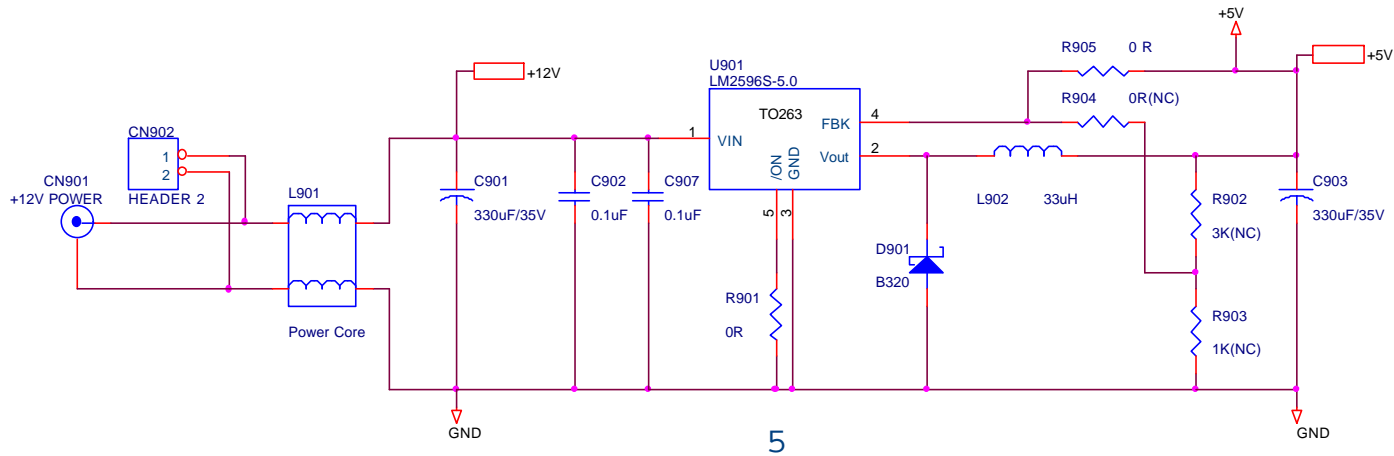 +5V
R905 0 R
+5V
+12V
U901
LM2596S-5.0
R904 0R(NC)
TO263
4
FBK
CN902
1
2
HEADER 2
1
VIN
2
Vout
/ON
GND
CN901
+12V POWER
L901
C901
330uF/35V
C902
0.1uF
C907
0.1uF
5
3
L902 33uH
R902
3K(NC)
C903
330uF/35V
D901
B320
R901
0R
R903
1K(NC)
Power Core
GND
GND
5